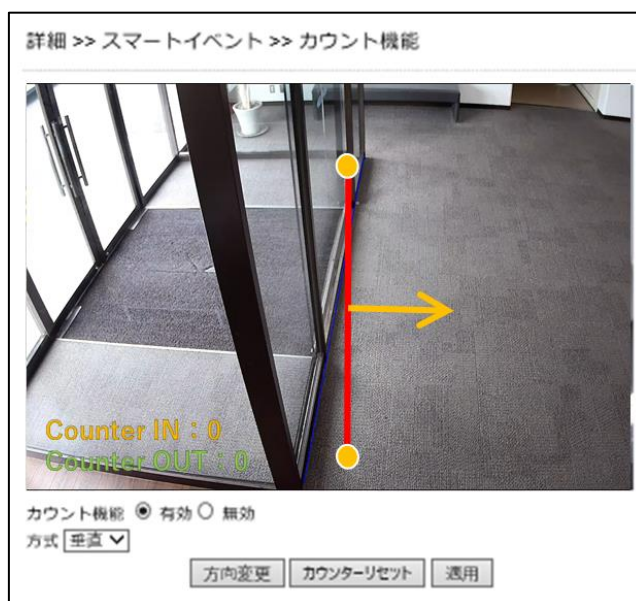 詳細 >> スマートイベント >> カウント機能
Counter IN：0
Counter OUT：0
カウント機能 有効 無効
方式 垂直
方向変更 カウンターリセット 適用